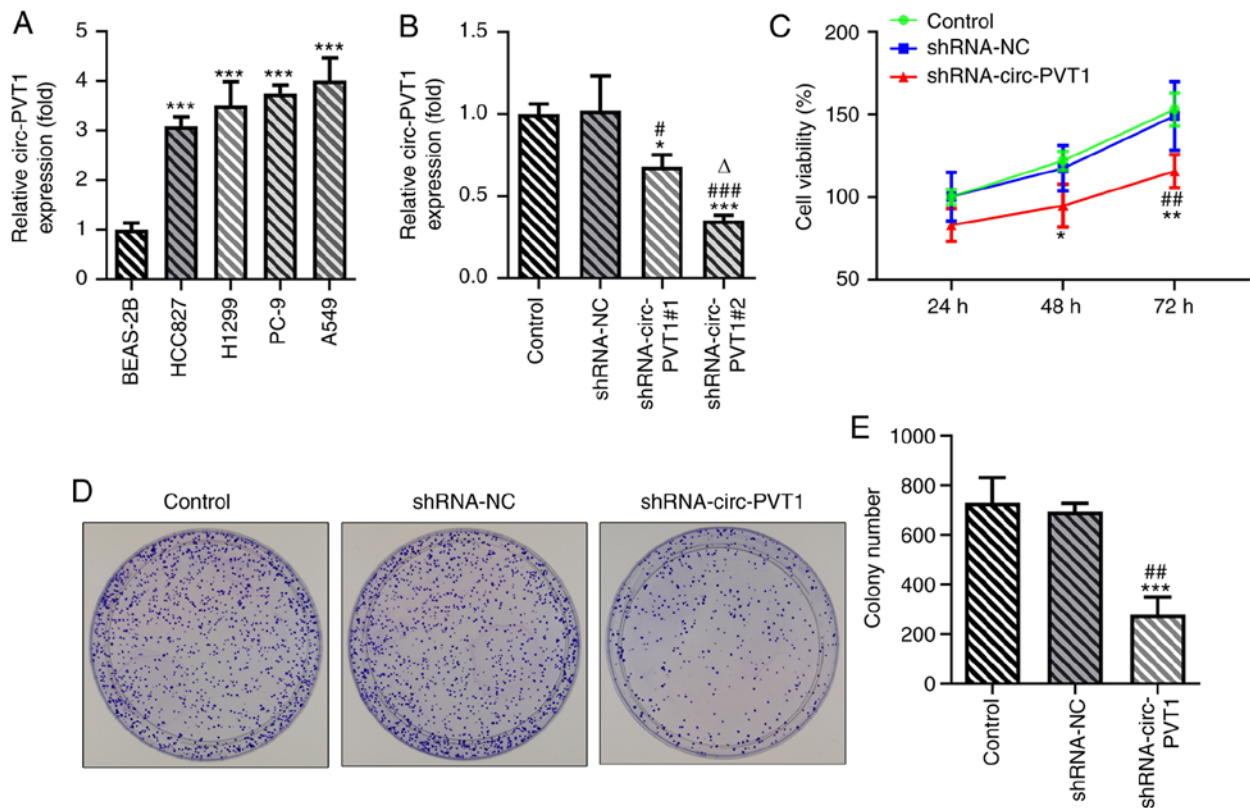 A
Relative circ-PVT1
expression (fold)
5
4
3
2
1
0
***
***
***
***
BEAS-2B
HCC827
H1299
PC-9
A549
B
Relative circ-PVT1
expression (fold)
1.5
1.0
0.5
0.0
#
*
Δ
###
***
Control
shRNA-NC
shRNA-circ-
PVT1#1
shRNA-circ-
PVT1#2
C
Control
shRNA-NC
shRNA-circ-PVT1
Cell viability (%)
200
150
100
50
*
##
**
24 h
48 h
72 h
D
Control
shRNA-NC
shRNA-circ-PVT1
E
Colony number
1000
800
600
400
200
0
##
***
Control
shRNA-NC
shRNA-circ-
PVT1